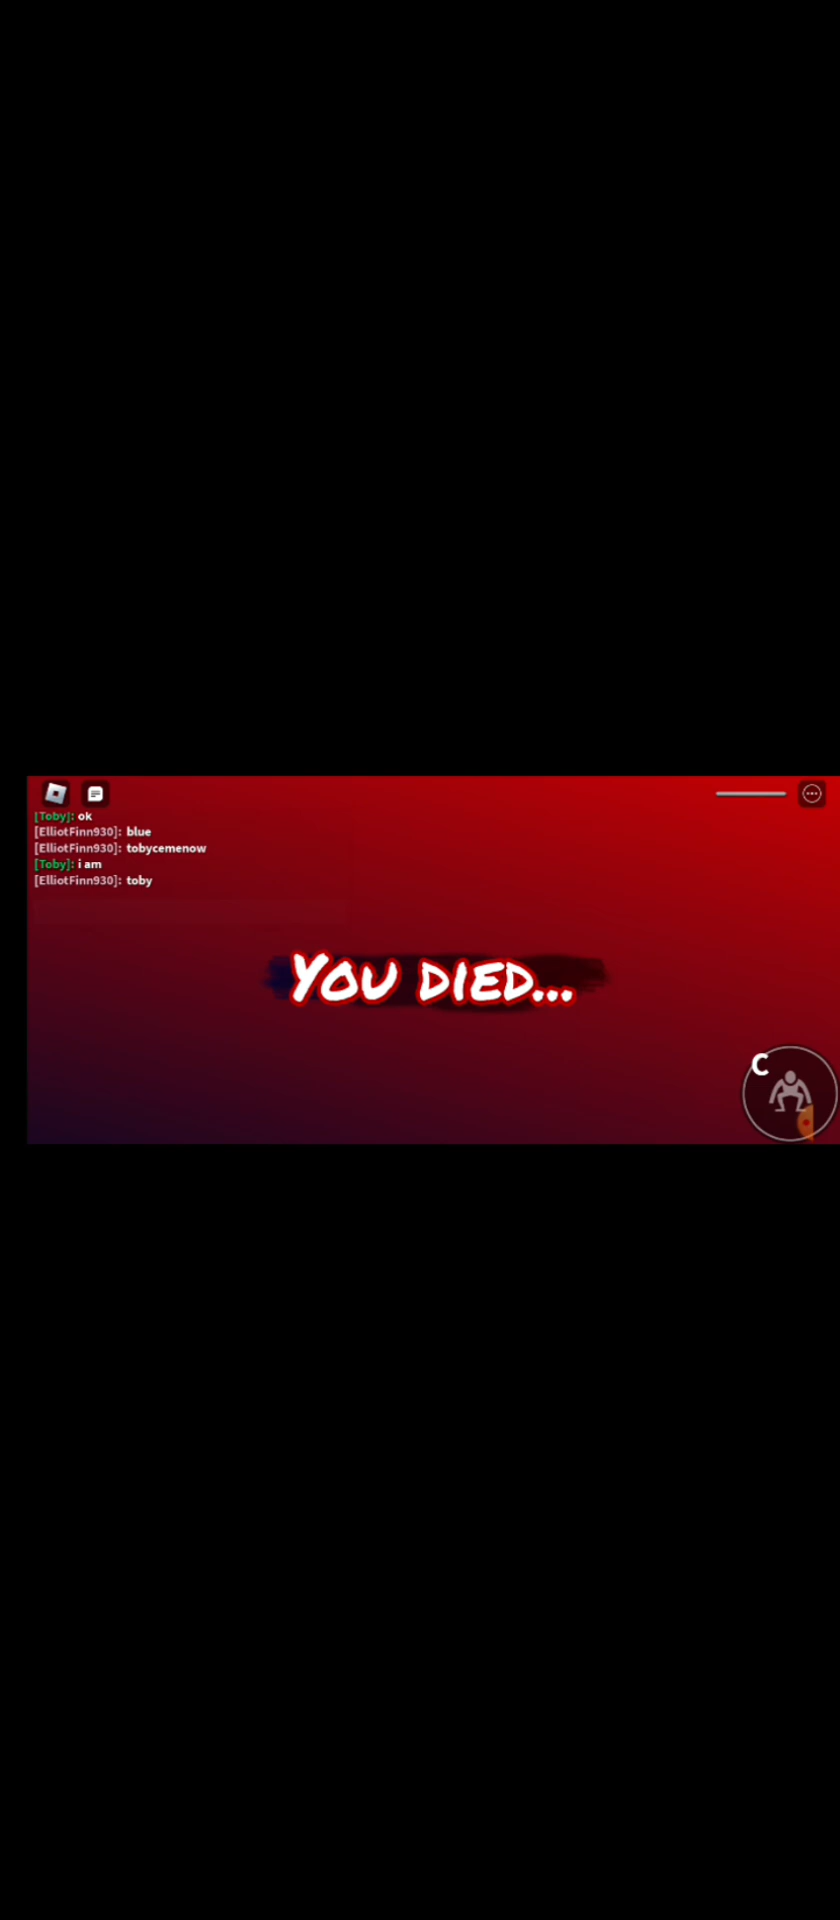 [Toby]: ok
[ElliotFinn930]: blue
[ElliotFinn930]: tobycemenow
[Toby]: i am
[ElliotFinn930]: toby
You died...
C